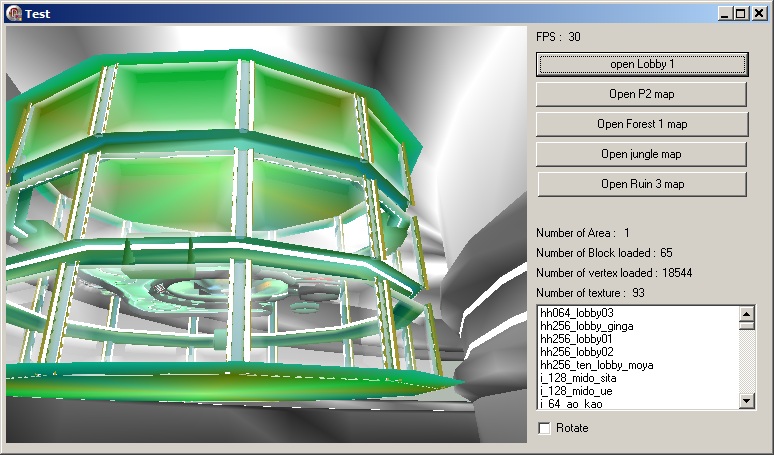 Test
FPS : 30
open Lobby 1
Open P2 map
Open Forest 1 map
Open jungle map
Open Ruin 3 map
Number of Area : 1
Number of Block loaded : 65
Number of vertex loaded : 18544
Number of texture : 93
hh064_lobby03
hh256_lobby_ginga
hh256_lobby01
hh256_lobby02
hh256_ten_lobby_moya
i_128_mido_sita
i_128_mido_ue
i_64_ao_kao
Rotate